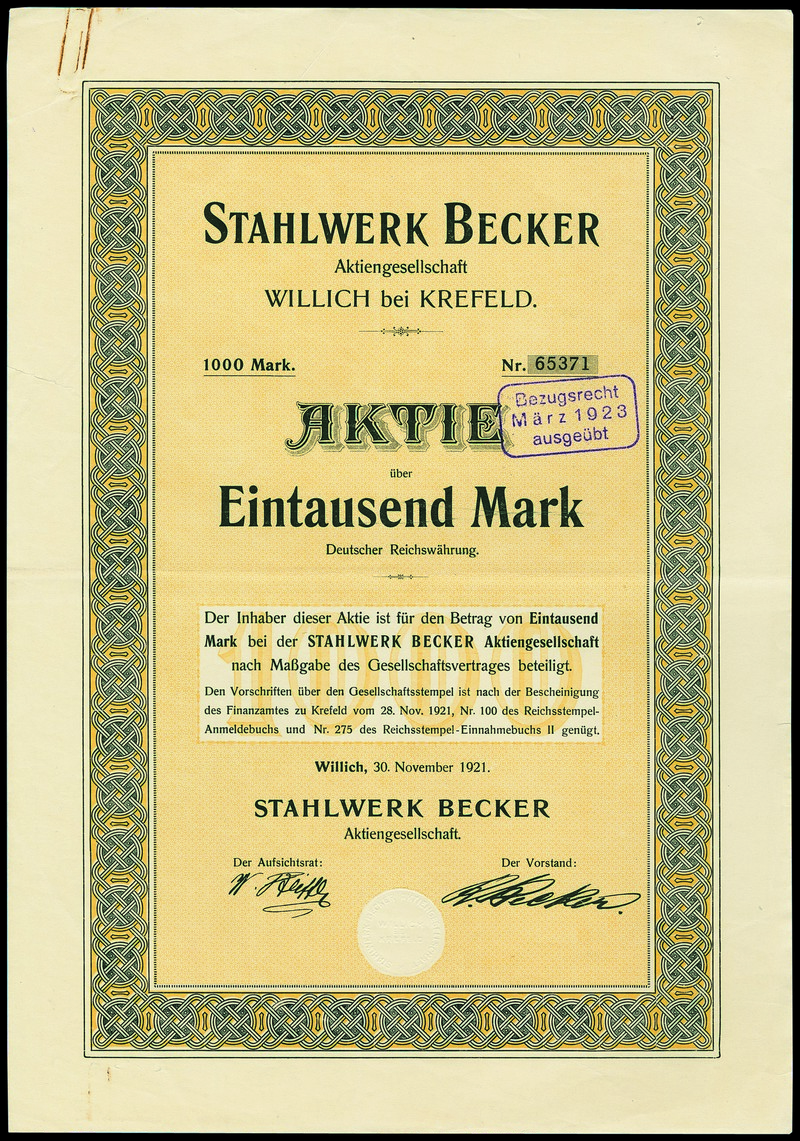 STAHLWERK BECKER
Aktiengesellschaft
WILLICH bei KREFELD.
1000 Mark.
Nr. 65371
Bezugsrecht
März 1923
ausgeübt
AKTIE
über
Eintausend Mark
Deutscher Reichswährung.
1000
Der Inhaber dieser Aktie ist für den Betrag von Eintausend
Mark bei der STAHLWERK BECKER Aktiengesellschaft
nach Maßgabe des Gesellschaftsvertrages beteiligt.
Den Vorschriften über den Gesellschaftsstempel ist nach der Bescheinigung
des Finanzamtes zu Krefeld vom 28. Nov. 1921, Nr. 100 des Reichsstempel-
Anmeldebuchs und Nr. 275 des Reichsstempel-Einnahmebuchs II genügt.
Willich, 30. November 1921.
STAHLWERK BECKER
Aktiengesellschaft.
Der Aufsichtsrat:
Der Vorstand:
Becker.